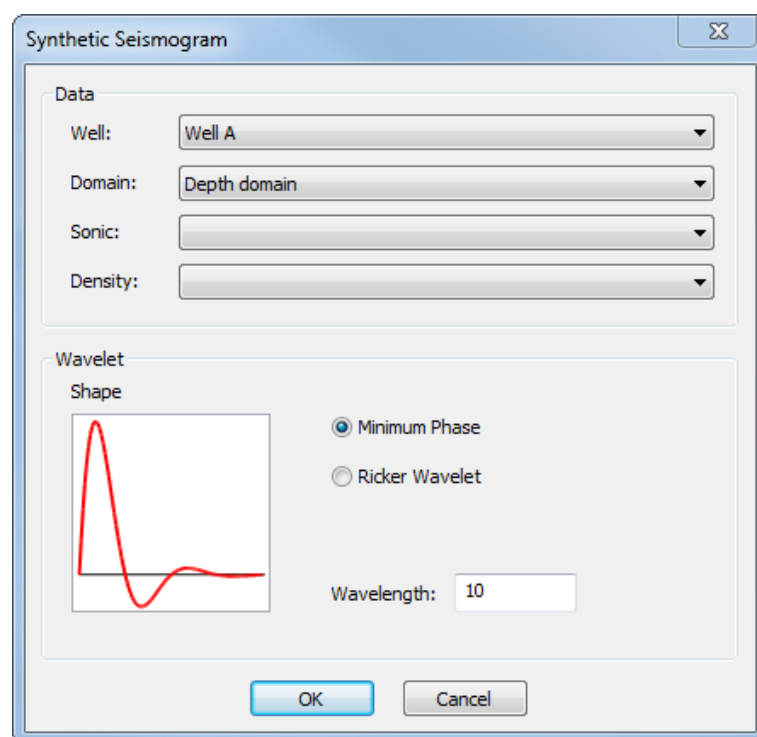 Synthetic Seismogram
Data
Well: Well A
Domain: Depth domain
Sonic:
Density:
Wavelet
Shape
Minimum Phase
Ricker Wavelet
Wavelength: 10
OK Cancel